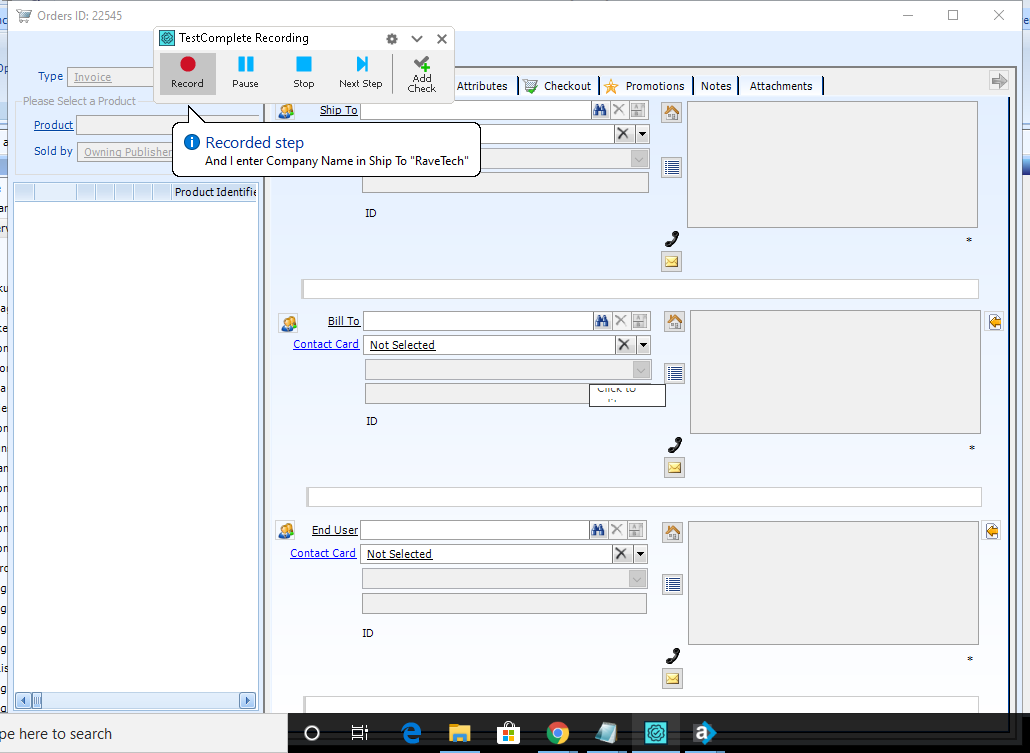 Orders ID: 22545
TestComplete Recording
Record
Pause
Stop
Next Step
Add
Check
Type
Invoice
Attributes
Checkout
Promotions
Notes
Attachments
Please Select a Product
Product
Sold by
Owning Publisher
Ship To
Recorded step
And I enter Company Name in Ship To "RaveTech"
Product Identifie
ID
*
Bill To
Contact Card
Not Selected
Click to
ID
*
End User
Contact Card
Not Selected
ID
*
pe here to search